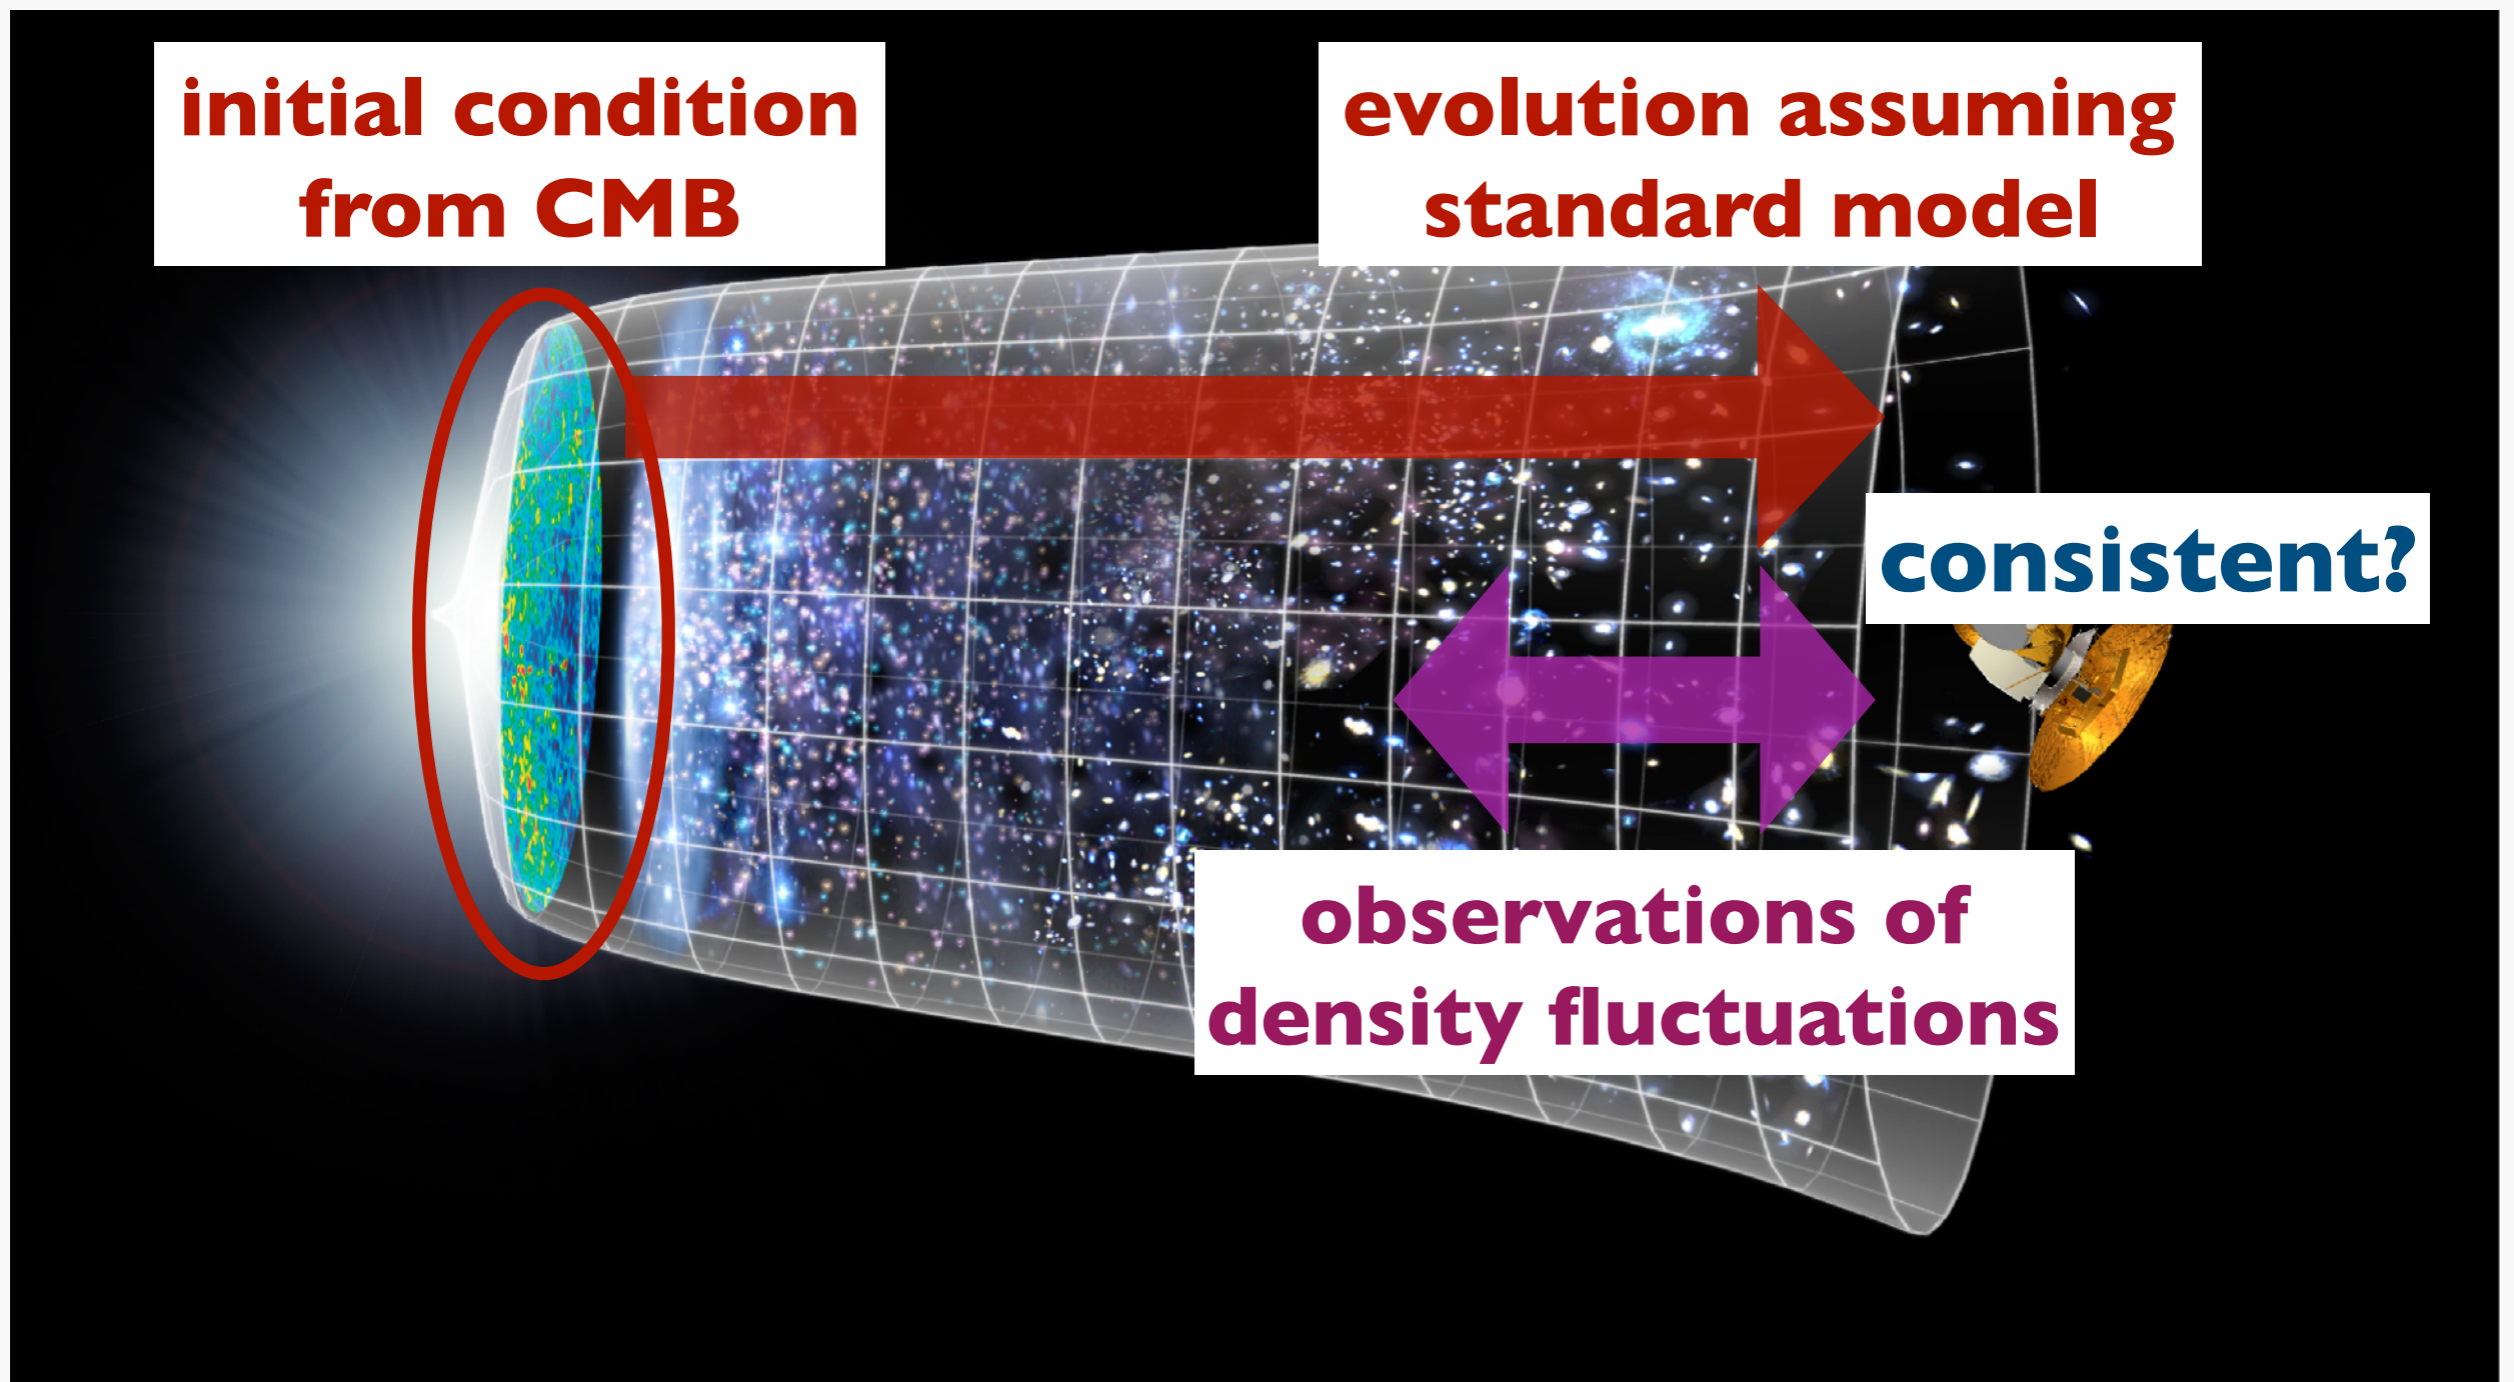 initial condition
from CMB
evolution assuming
standard model
consistent?
observations of
density fluctuations